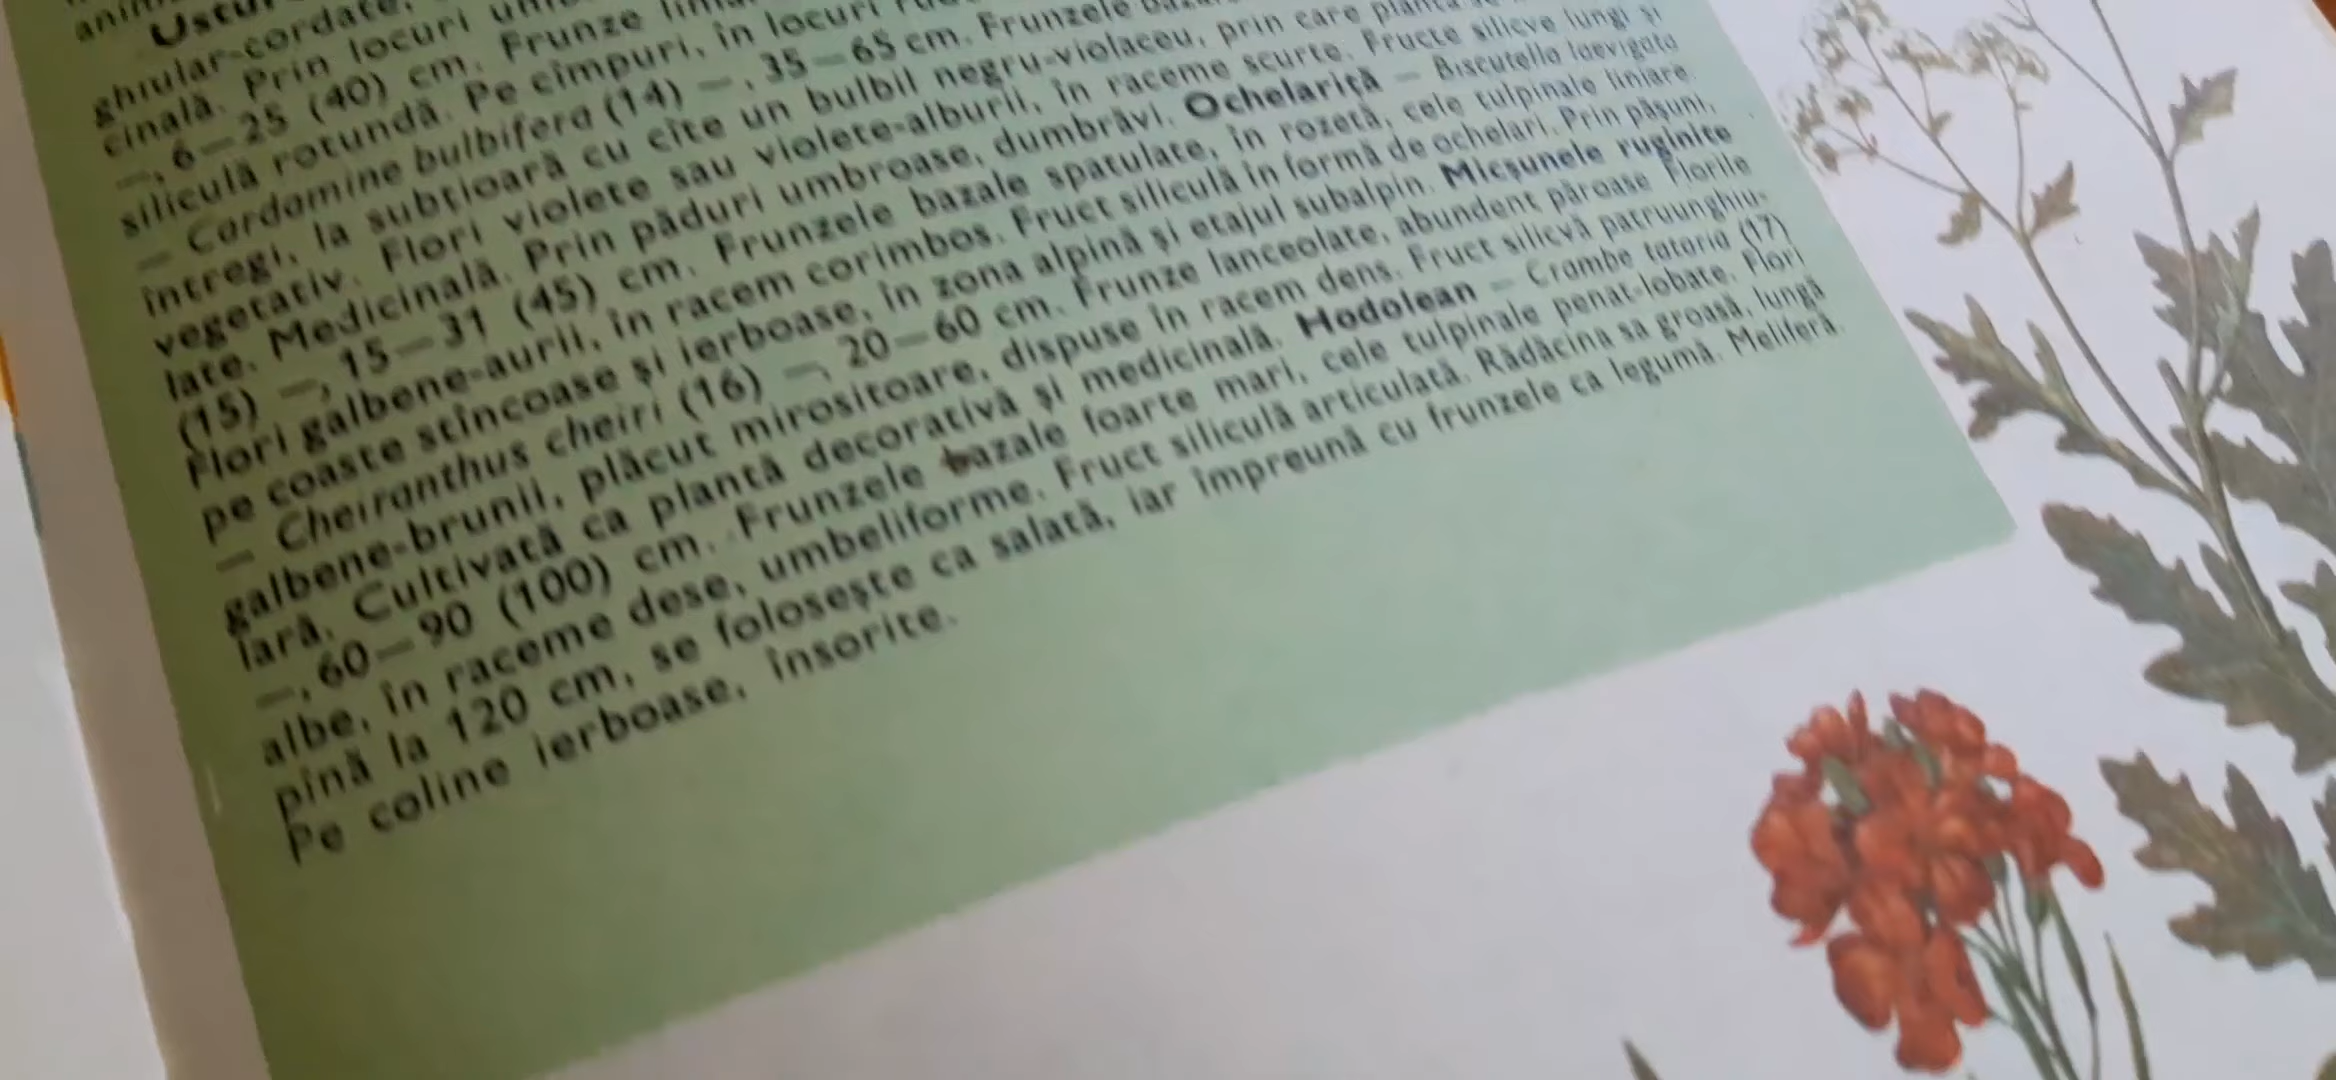 ghiular-cordate.
cinală. Prin locuri
—, 6—25 (40) cm. Frunze
siliculă rotundă. Pe cîmpuri, în locuri
— Cardamine bulbifera (14) —, 35—65 cm. Frunzele
întregi, la subțioară cu cîte un bulbil negru-violaceu, prin care planta
vegetativ. Flori violete sau violete-alburii, în raceme scurte. Fructe silicve lungi și
late. Medicinală. Prin păduri umbroase, dumbrăvi. Ochelariță — Biscutella laevigata
(15) —, 15—31 (45) cm. Frunzele bazale spatulate, în rozetă, cele tulpinale liniare.
Flori galbene-aurii, în racem corimbos. Fruct siliculă în formă de ochelari. Prin pășuni,
pe coaste stîncoase și ierboase, în zona alpină și etajul subalpin. Micșunele ruginite
— Cheiranthus cheiri (16) —, 20—60 cm. Frunze lanceolate, abundent păroase Florile
galbene-brunii, plăcut mirositoare, dispuse în racem dens. Fruct silicvă patruunghiu-
lară. Cultivată ca plantă decorativă și medicinală. Hodolean — Crambe tataria (17)
—, 60—90 (100) cm. Frunzele bazale foarte mari, cele tulpinale penat-lobate. Flori
albe, în raceme dese, umbeliforme. Fruct siliculă articulată. Rădăcina sa groasă, lungă
pînă la 120 cm, se folosește ca salată, iar împreună cu frunzele ca legumă. Meliferă.
Pe coline ierboase, însorite.